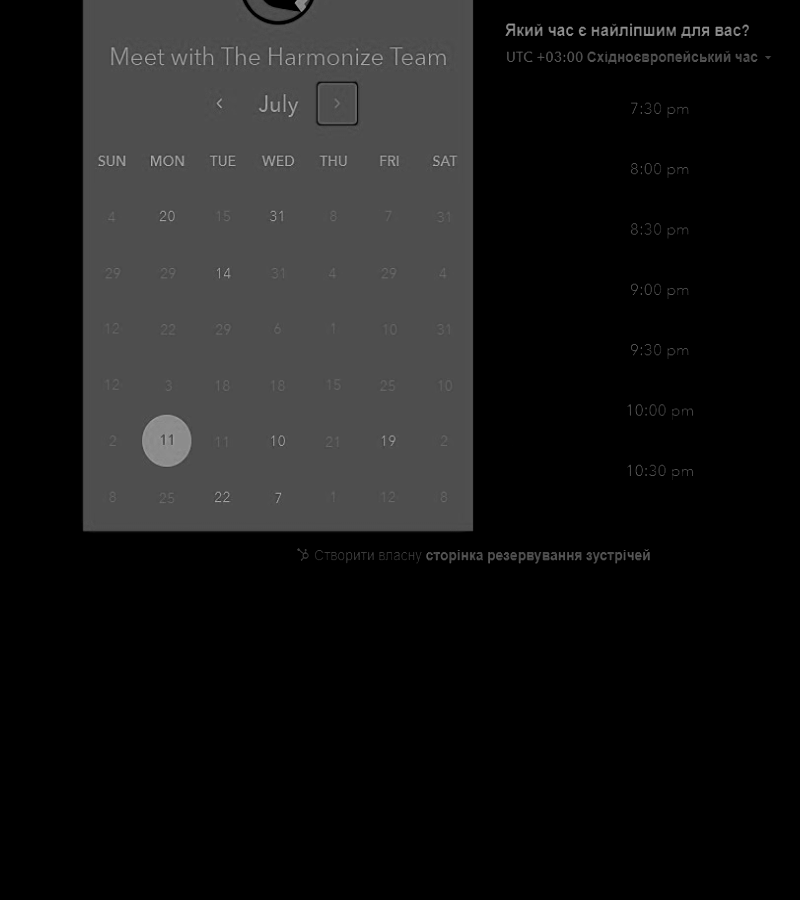 Meet with The Harmonize Team
July
SUN MON TUE WED THU FRI SAT
4 20 15 31 8 7 31
29 29 14 31 4 29 4
12 22 29 6 1 10 31
12 3 18 18 15 25 10
2 11 11 10 21 19 2
8 25 22 7 1 12 8
Який час є найліпшим для вас?
UTC +03:00 Східноєвропейський час
7:30 pm
8:00 pm
8:30 pm
9:00 pm
9:30 pm
10:00 pm
10:30 pm
Створити власну сторінка резервування зустрічей